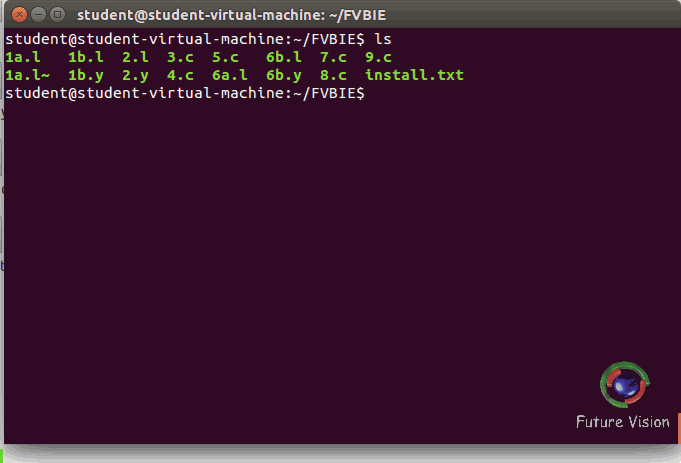 student@student-virtual-machine: ~/FVBIE
student@student-virtual-machine:~/FVBIE$ ls
1a.l 1b.l 2.l 3.c 5.c 6b.l 7.c 9.c
1a.l~ 1b.y 2.y 4.c 6a.l 6b.y 8.c install.txt
student@student-virtual-machine:~/FVBIE$
Future Vision